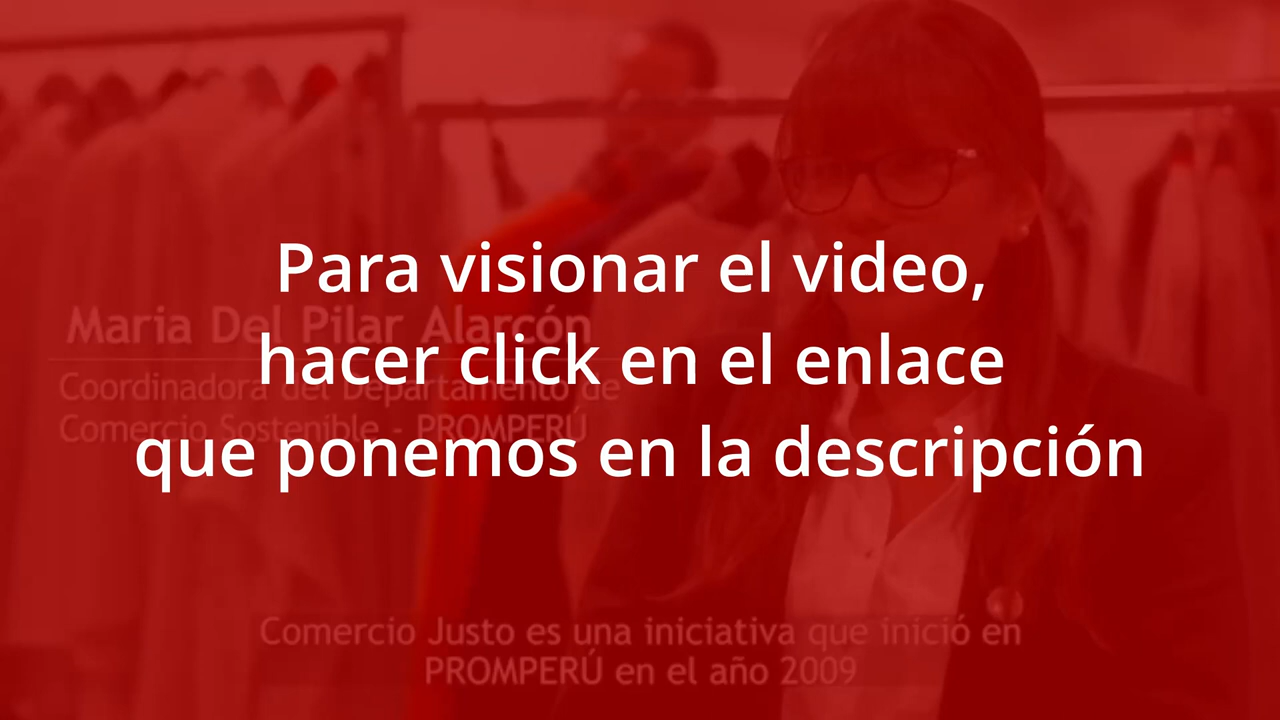 Para visionar el video,
Maria Del Pilar Alarcón
hacer click en el enlace
Coordinadora del Departamento de
Comercio Sostenible - PROMPERÚ
que ponemos en la descripción
Comercio Justo es una iniciativa que inició en
PROMPERÚ en el año 2009